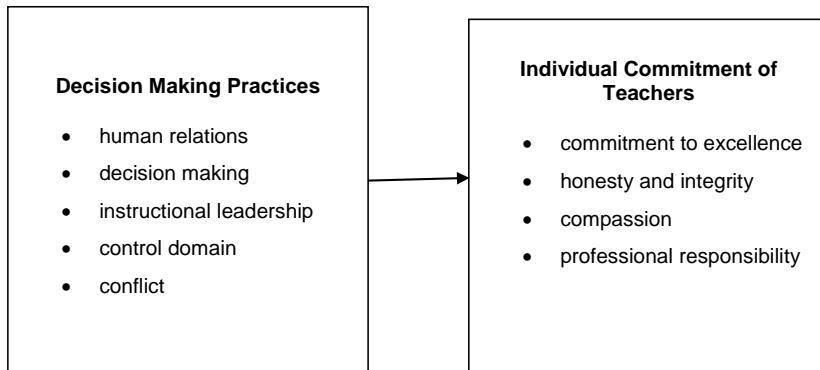 Decision Making Practices
• human relations
• decision making
• instructional leadership
• control domain
• conflict
Individual Commitment of
Teachers
• commitment to excellence
• honesty and integrity
• compassion
• professional responsibility